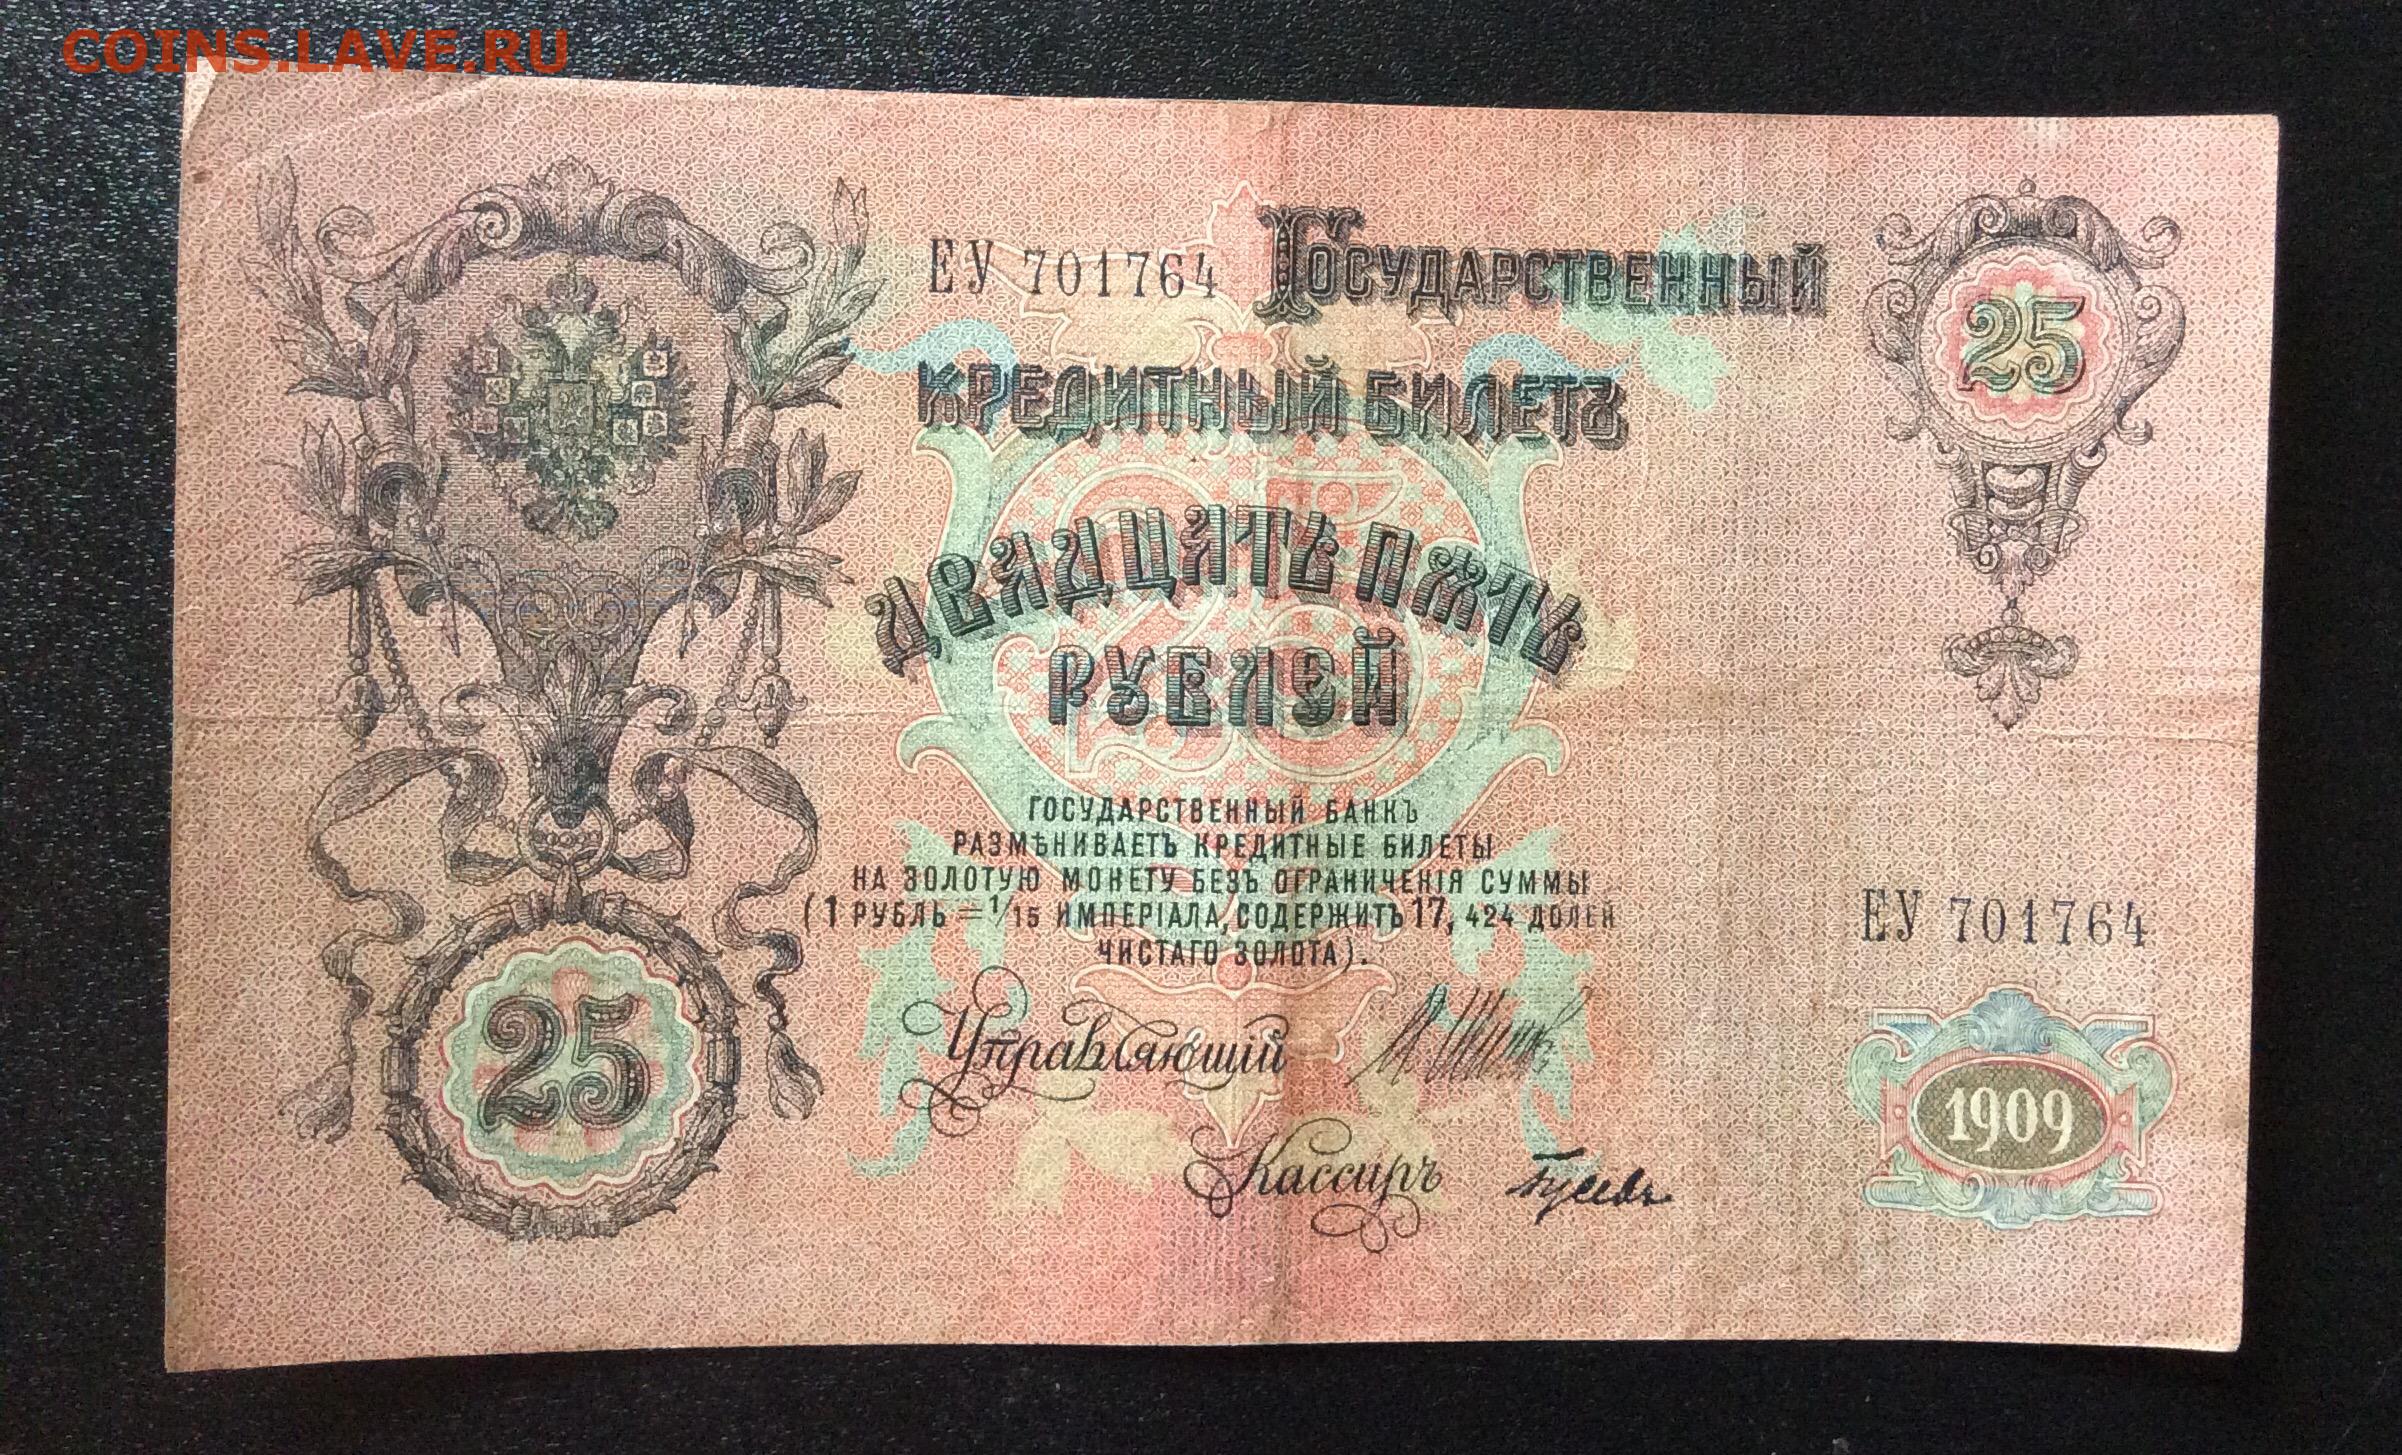 COINS.LAVE.RU
ЕУ 701764 ГОСУДАРСТВЕННЫЙ 25
КРЕДИТНЫЙ БИЛЕТЪ
ДВАДЦАТЬ ПЯТЬ
РУБЛЕЙ
25
ГОСУДАРСТВЕННЫЙ БАНКЪ
РАЗМѢНИВАЕТЪ КРЕДИТНЫЕ БИЛЕТЫ
НА ЗОЛОТУЮ МОНЕТУ БЕЗЪ ОГРАНИЧЕНІЯ СУММЫ
(1 РУБЛЬ = 1/15 ИМПЕРІАЛА, СОДЕРЖИТЪ 17, 424 ДОЛЕЙ
ЧИСТАГО ЗОЛОТА).
ЕУ 701764
25
Управляющій
Кассиръ
1909